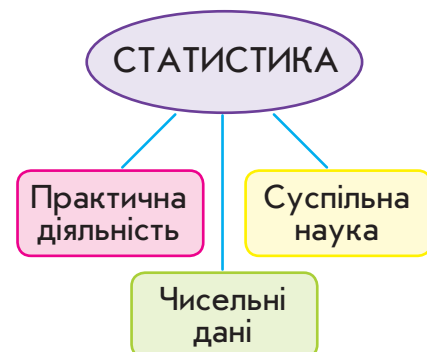 СТАТИСТИКА
Практична
діяльність
Суспільна
наука
Чисельні
дані